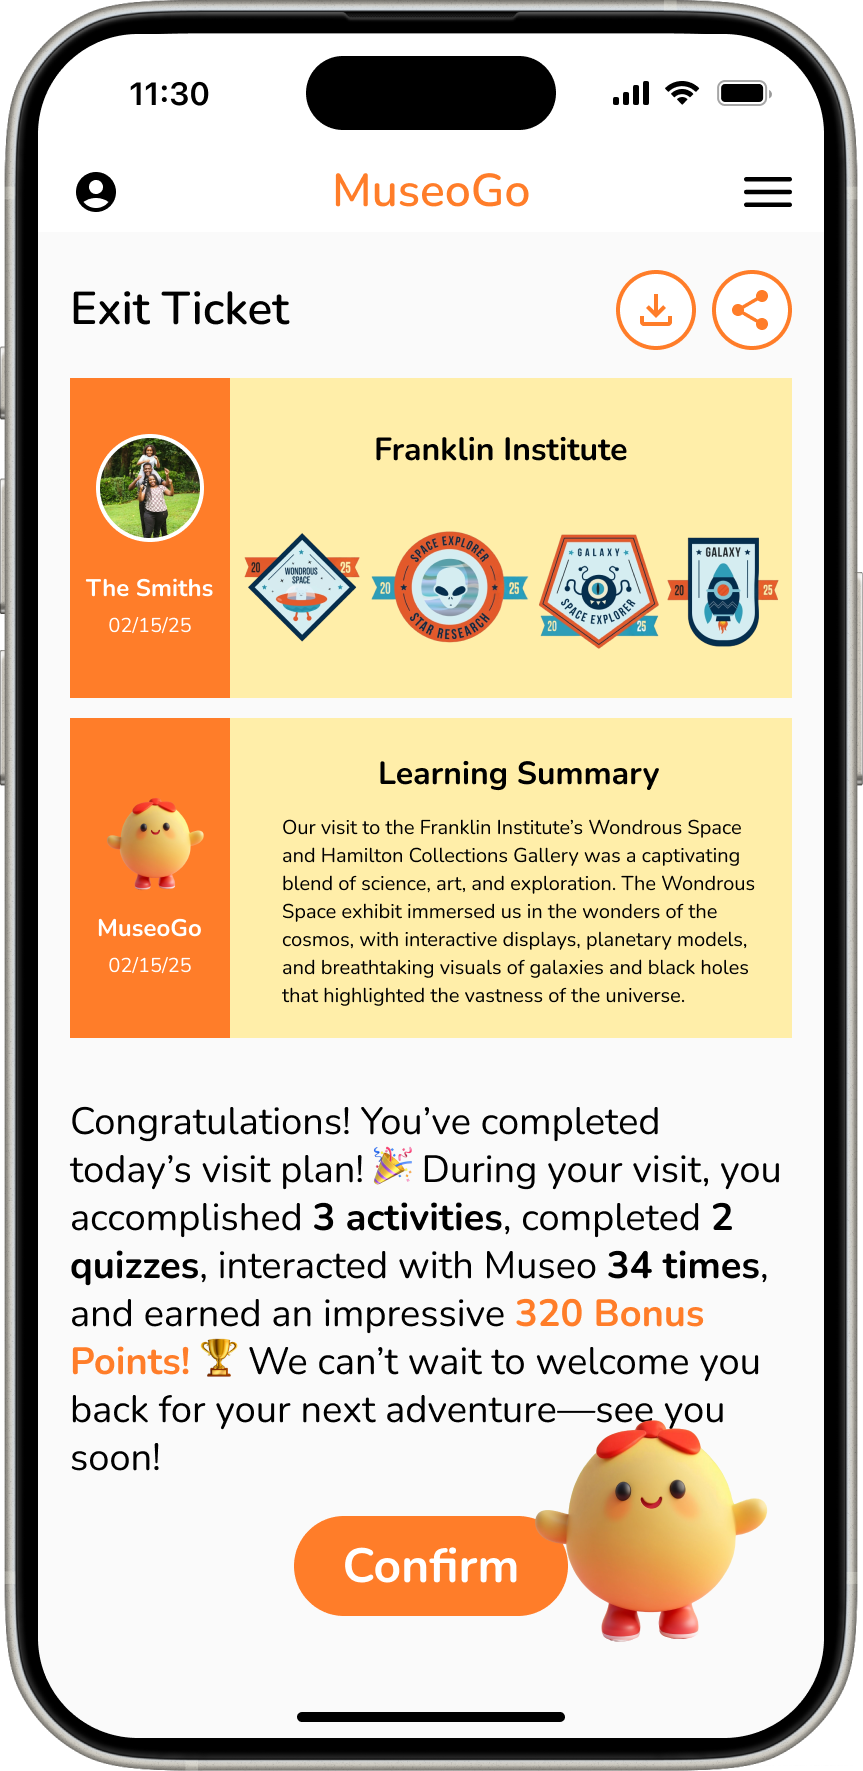 11:30
MuseoGo
Exit Ticket
Franklin Institute
20 WONDROUS SPACE 25
20 SPACE EXPLORER STAR RESEARCH 25
20 GALAXY SPACE EXPLORER 25
20 GALAXY 25
The Smiths
02/15/25
Learning Summary
Our visit to the Franklin Institute’s Wondrous Space
and Hamilton Collections Gallery was a captivating
blend of science, art, and exploration. The Wondrous
Space exhibit immersed us in the wonders of the
cosmos, with interactive displays, planetary models,
and breathtaking visuals of galaxies and black holes
that highlighted the vastness of the universe.
MuseoGo
02/15/25
Congratulations! You’ve completed
today’s visit plan! 🎉 During your visit, you
accomplished 3 activities, completed 2
quizzes, interacted with Museo 34 times,
and earned an impressive 320 Bonus
Points! 🏆 We can’t wait to welcome you
back for your next adventure—see you
soon!
Confirm